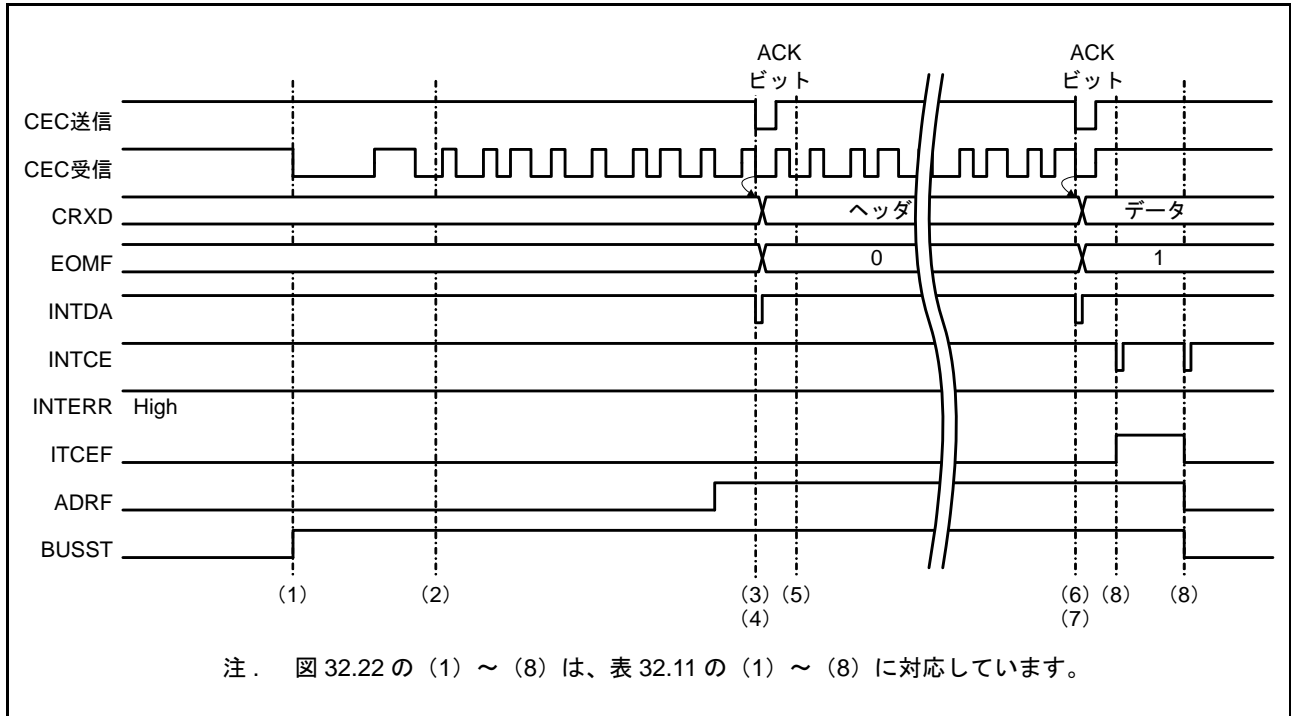 ACK
ビット
ACK
ビット
CEC送信
CEC受信
CRXD
ヘッダ
データ
EOMF
0
1
INTDA
INTCE
INTERR High
ITCEF
ADRF
BUSST
（1） （2） （3）（5） （6）（8） （8）
（4） （7）
注． 図 32.22 の（1）～（8）は、表 32.11 の（1）～（8）に対応しています。